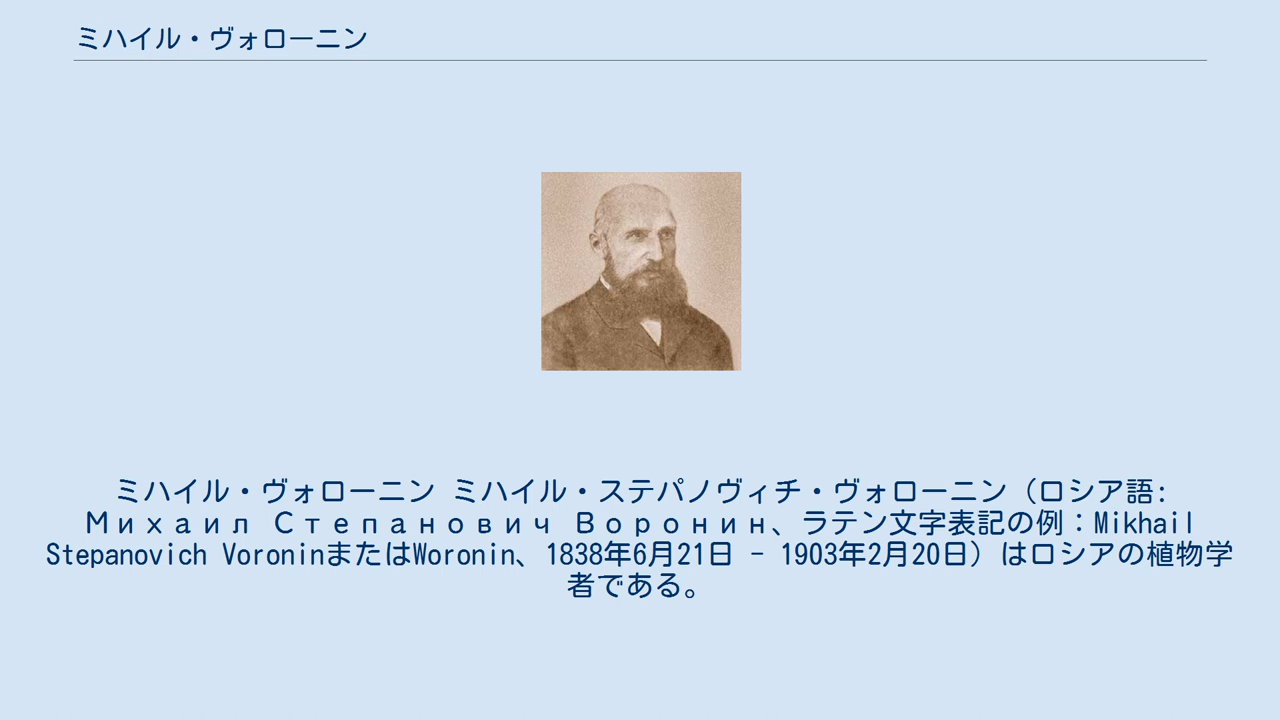 ミハイル・ヴォローニン
ミハイル・ヴォローニン ミハイル・ステパノヴィチ・ヴォローニン（ロシア語:
Михаил Степанович Воронин、ラテン文字表記の例：Mikhail
Stepanovich VoroninまたはWoronin、1838年6月21日 - 1903年2月20日）はロシアの植物学
者である。